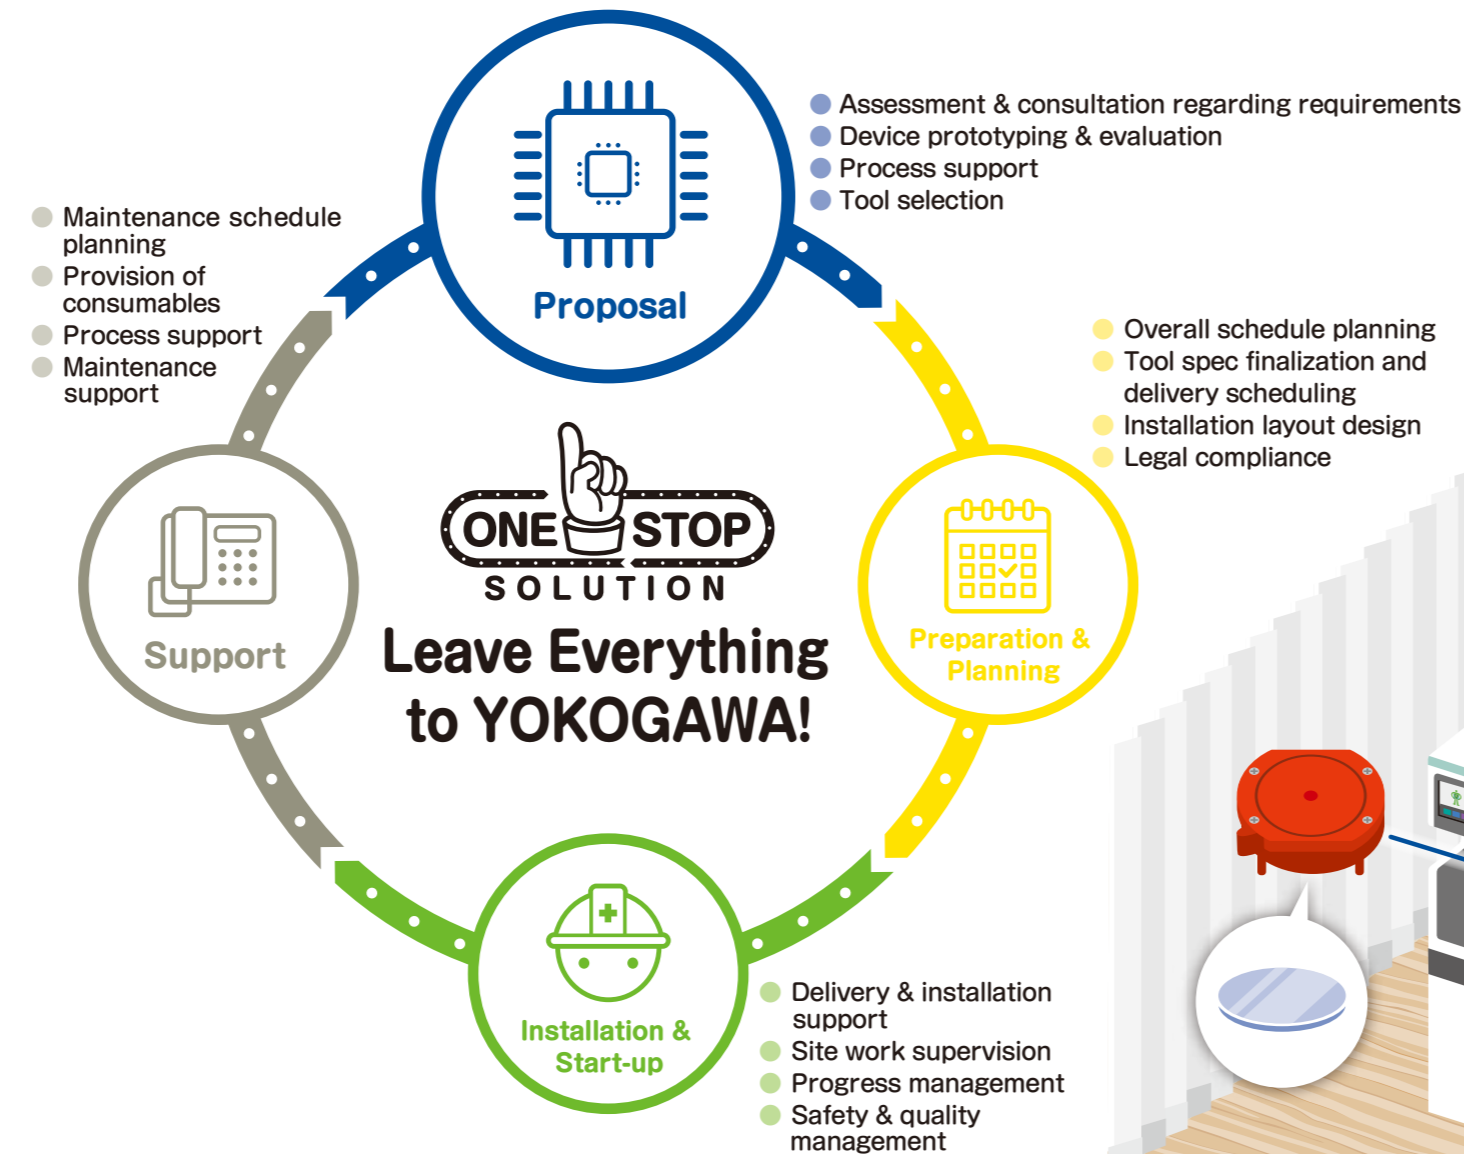 Proposal
Assessment & consultation regarding requirements
Device prototyping & evaluation
Process support
Tool selection
Overall schedule planning
Tool spec finalization and
delivery scheduling
Installation layout design
Legal compliance
Preparation &
Planning
Installation &
Start-up
Delivery & installation
support
Site work supervision
Progress management
Safety & quality
management
Support
Maintenance schedule
planning
Provision of
consumables
Process support
Maintenance
support
ONE STOP
SOLUTION
Leave Everything
to YOKOGAWA!